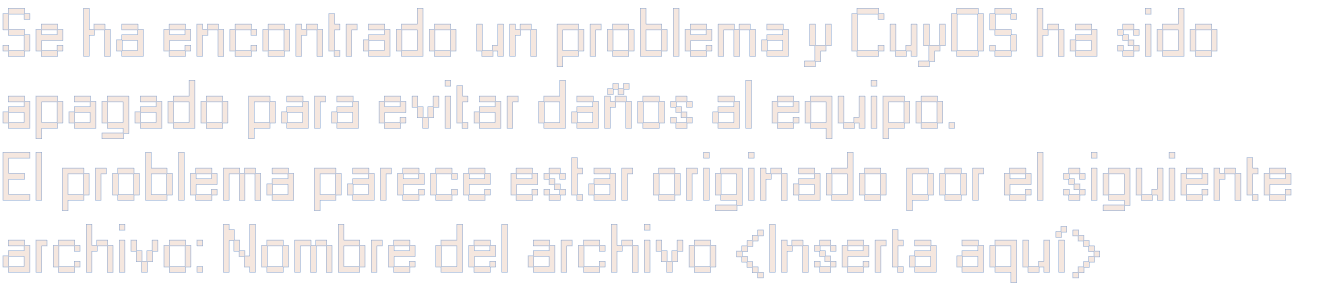 Se ha encontrado un problema y CuyOS ha sido
apagado para evitar daños al equipo.
El problema parece estar originado por el siguiente
archivo: Nombre del archivo <Inserta aquí>